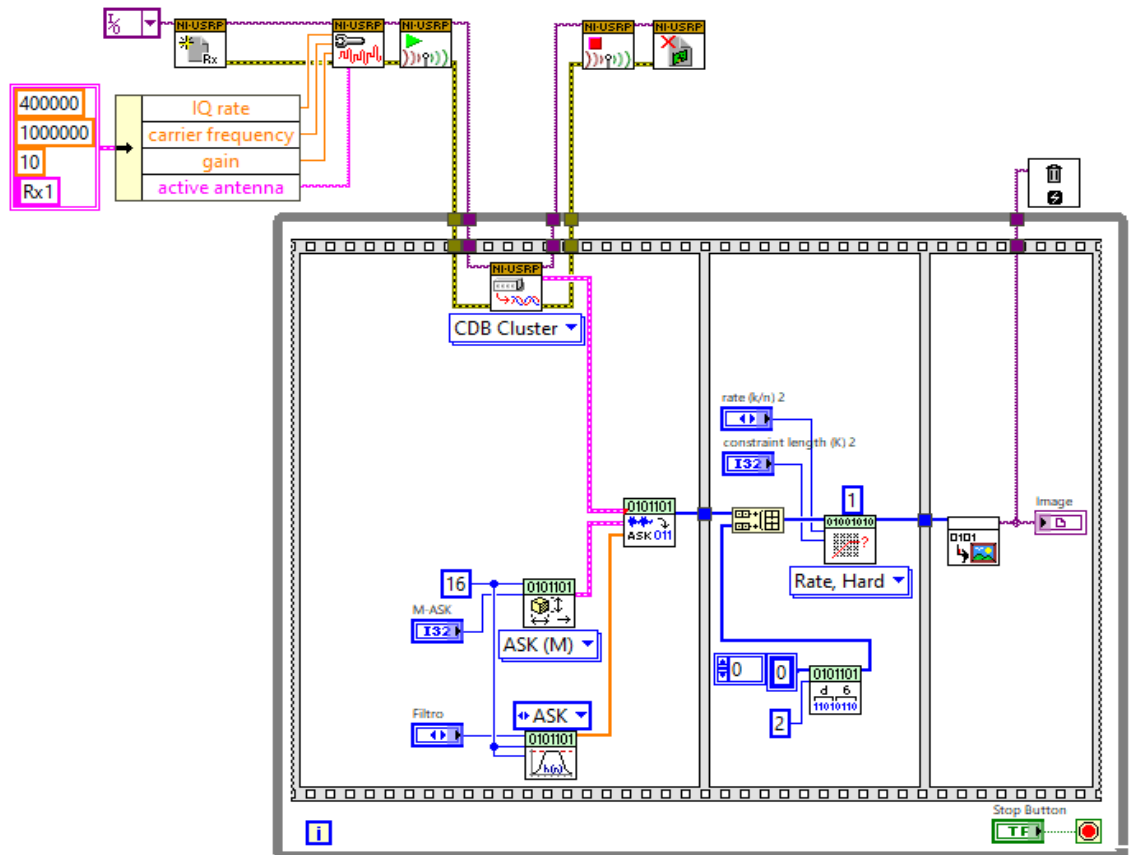 I/O
NI-USRP
Rx
NI-USRP
NI-USRP
NI-USRP
NI-USRP
400000
1000000
10
Rx1
IQ rate
carrier frequency
gain
active antenna
NI-USRP
CDB Cluster
rate (k/n) 2
constraint length (K) 2
I32
0101101
ASK 011
1
01001010
?
Rate, Hard
Image
0101
16
0101101
M-ASK
I32
ASK (M)
0
0
0101101
d 6
11010110
2
Filtro
ASK
0101101
h(n)
i
Stop Button
TF